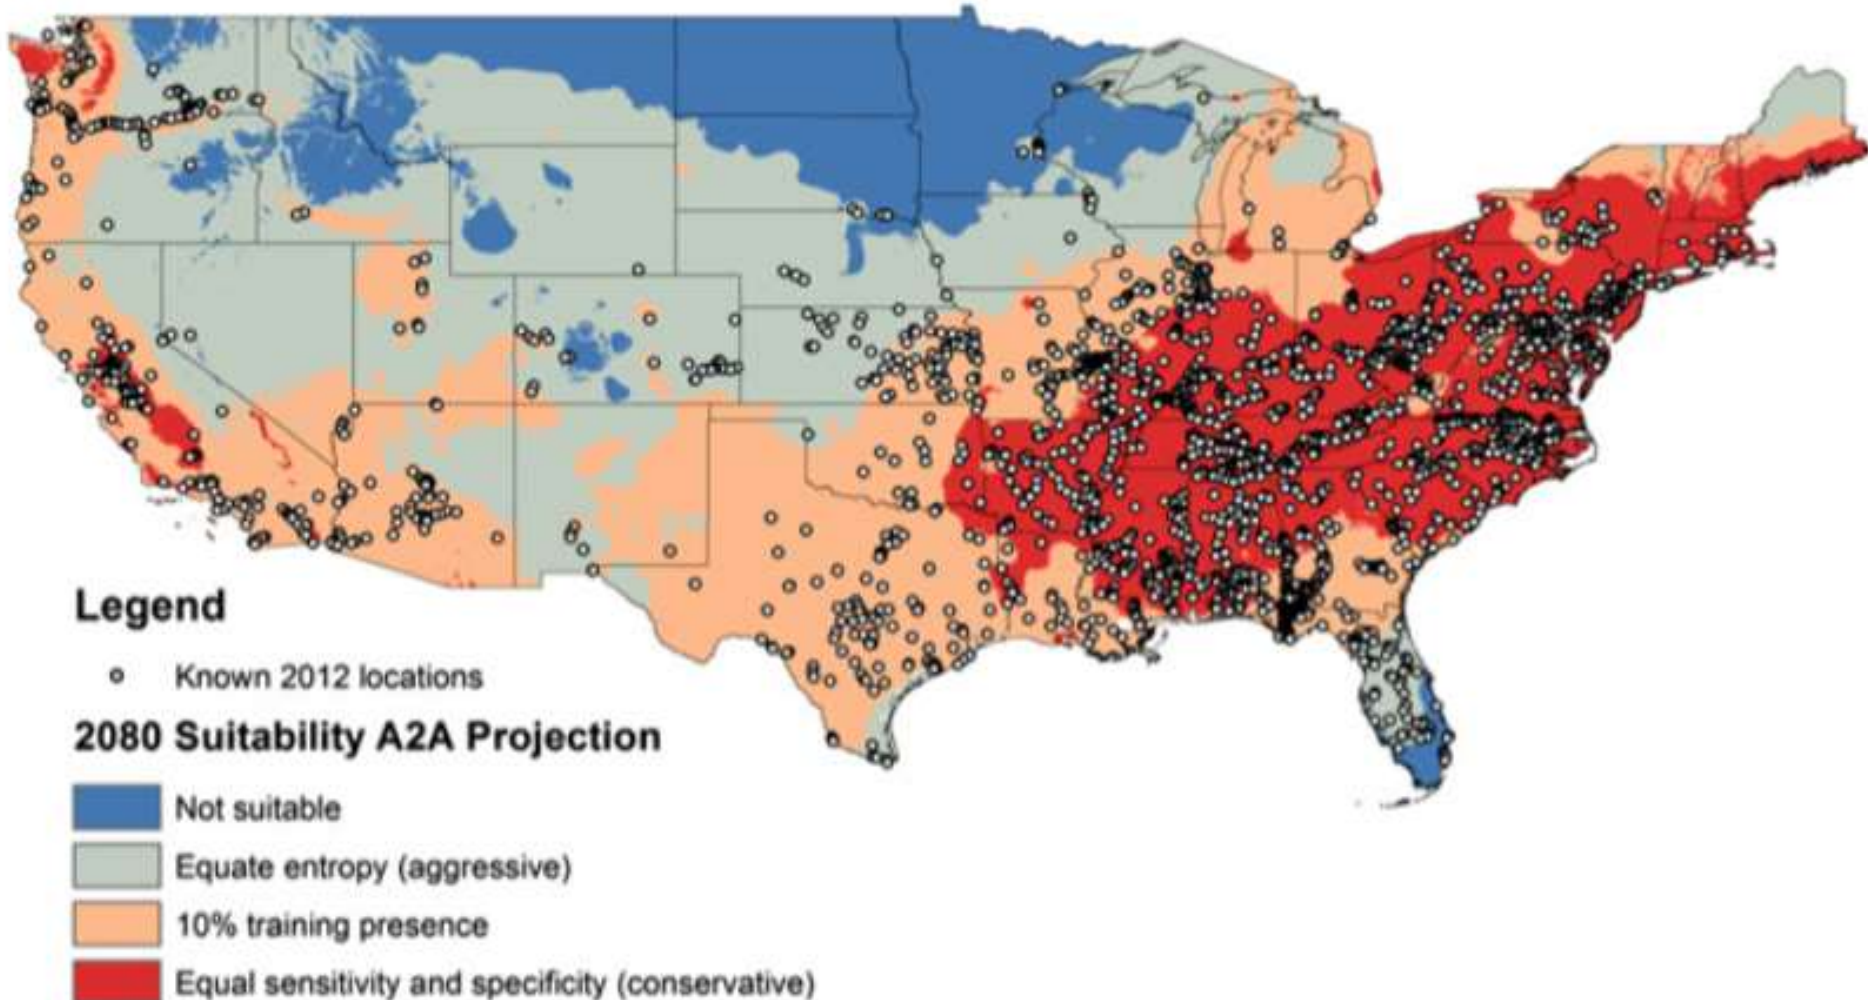 Legend
Known 2012 locations
2080 Suitability A2A Projection
Not suitable
Equate entropy (aggressive)
10% training presence
Equal sensitivity and specificity (conservative)